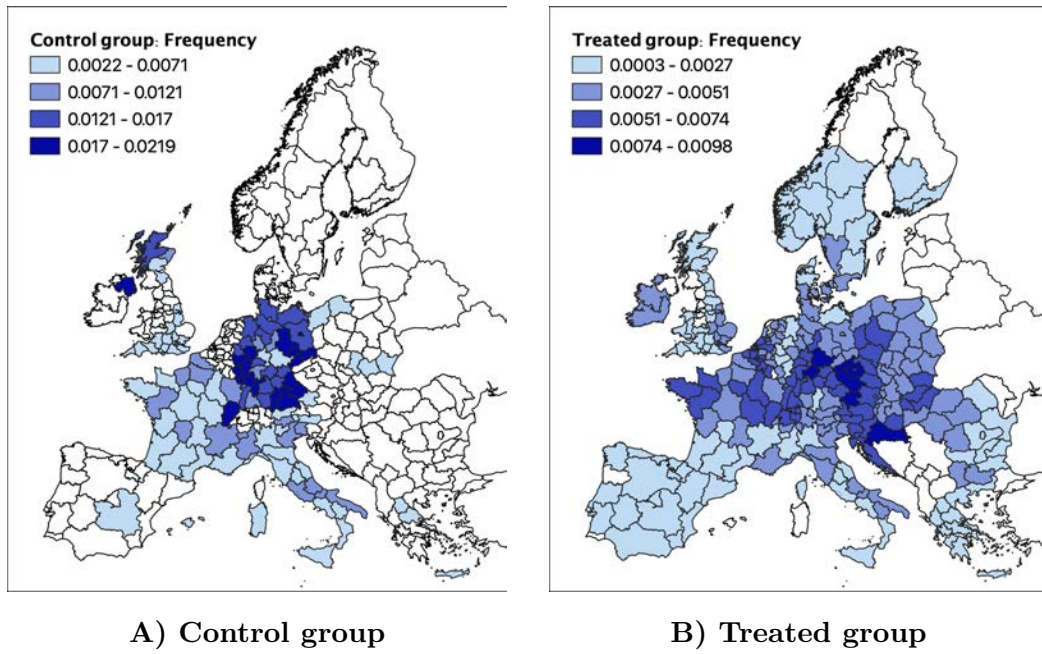 Control group: Frequency
0.0022 - 0.0071
0.0071 - 0.0121
0.0121 - 0.017
0.017 - 0.0219
Treated group: Frequency
0.0003 - 0.0027
0.0027 - 0.0051
0.0051 - 0.0074
0.0074 - 0.0098
A) Control group
B) Treated group